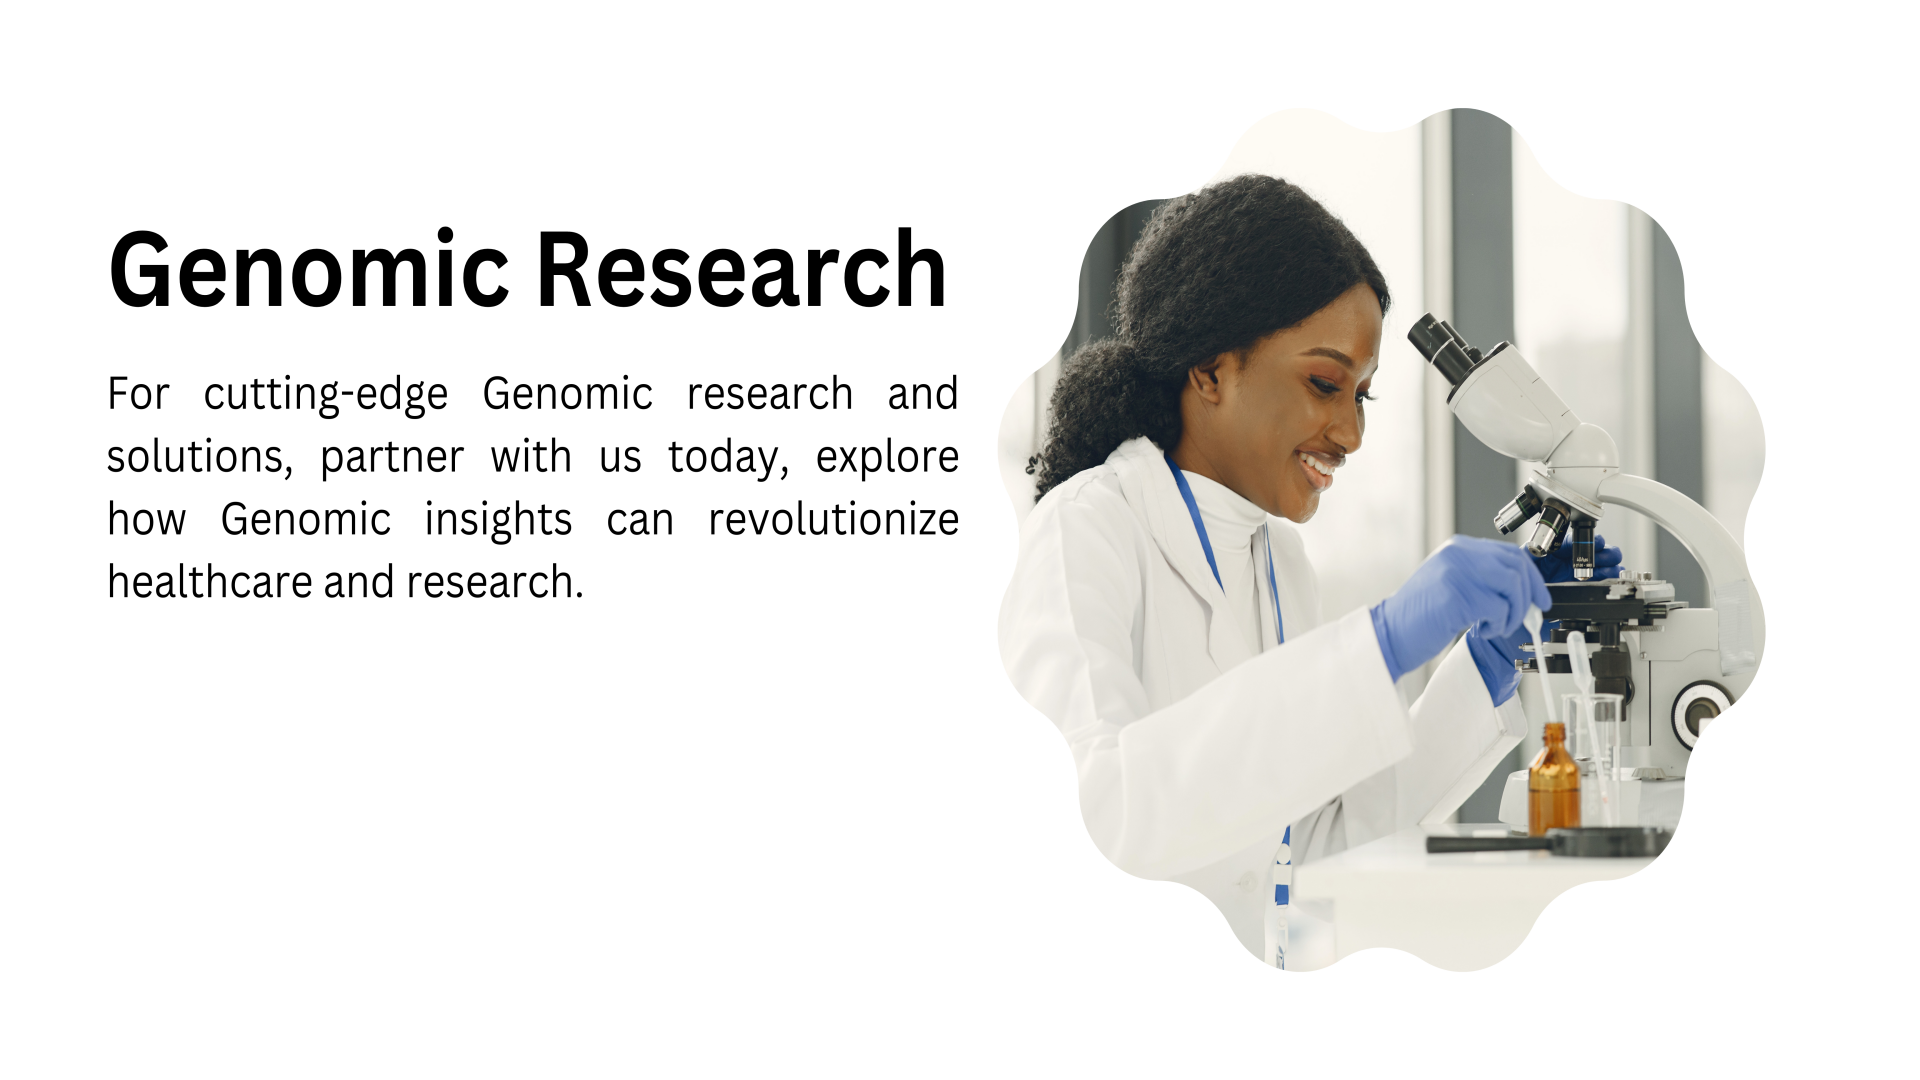 Genomic Research
For cutting-edge Genomic research and
solutions, partner with us today, explore
how Genomic insights can revolutionize
healthcare and research.